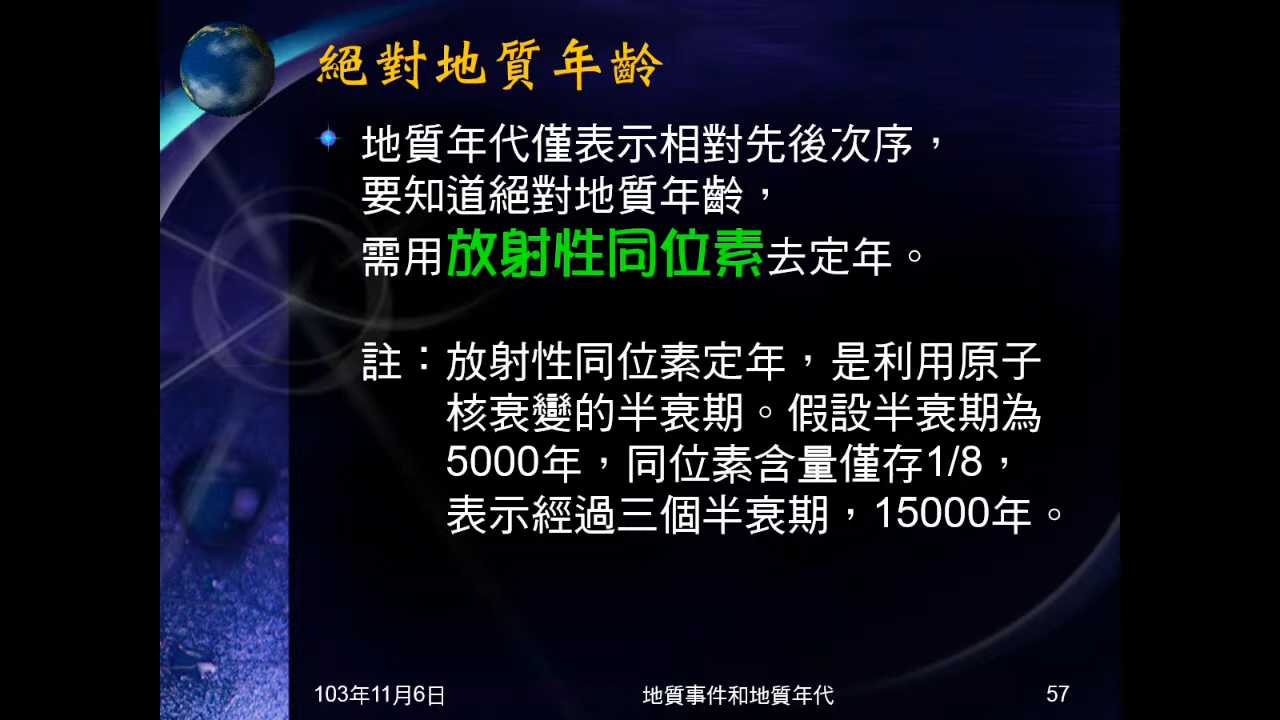 絕對地質年齡
地質年代僅表示相對先後次序，
要知道絕對地質年齡，
需用放射性同位素去定年。
註：放射性同位素定年，是利用原子
核衰變的半衰期。假設半衰期為
5000年，同位素含量僅存1/8，
表示經過三個半衰期，15000年。
103年11月6日
地質事件和地質年代
57